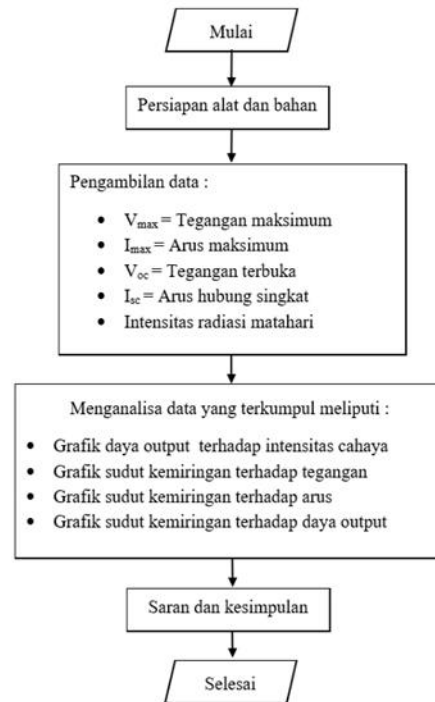 Mulai
Persiapan alat dan bahan
Pengambilan data :
• Vmax = Tegangan maksimum
• Imax = Arus maksimum
• Voc = Tegangan terbuka
• Isc = Arus hubung singkat
• Intensitas radiasi matahari
Menganalisa data yang terkumpul meliputi :
• Grafik daya output terhadap intensitas cahaya
• Grafik sudut kemiringan terhadap tegangan
• Grafik sudut kemiringan terhadap arus
• Grafik sudut kemiringan terhadap daya output
Saran dan kesimpulan
Selesai